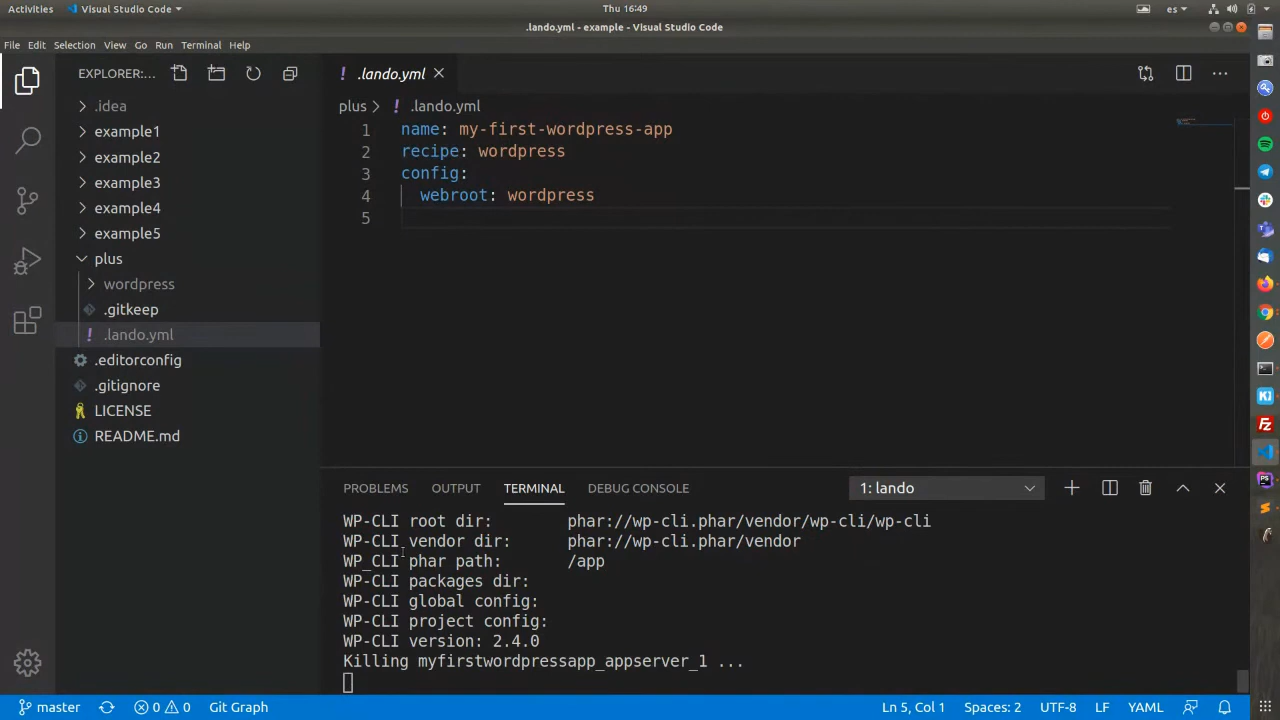 Activities
Visual Studio Code
Thu 16:49
es
.lando.yml - example - Visual Studio Code
File Edit Selection View Go Run Terminal Help
EXPLORER:...
.idea
example1
example2
example3
example4
example5
plus
wordpress
.gitkeep
.lando.yml
.editorconfig
.gitignore
LICENSE
README.md
.lando.yml
plus > .lando.yml
1 name: my-first-wordpress-app
2 recipe: wordpress
3 config:
4 webroot: wordpress
5
PROBLEMS OUTPUT TERMINAL DEBUG CONSOLE
1: lando
WP-CLI root dir: phar://wp-cli.phar/vendor/wp-cli/wp-cli
WP-CLI vendor dir: phar://wp-cli.phar/vendor
WP_CLI phar path: /app
WP-CLI packages dir:
WP-CLI global config:
WP-CLI project config:
WP-CLI version: 2.4.0
Killing myfirstwordpressapp_appserver_1 ...
master
0 0
Git Graph
Ln 5, Col 1
Spaces: 2
UTF-8
LF
YAML